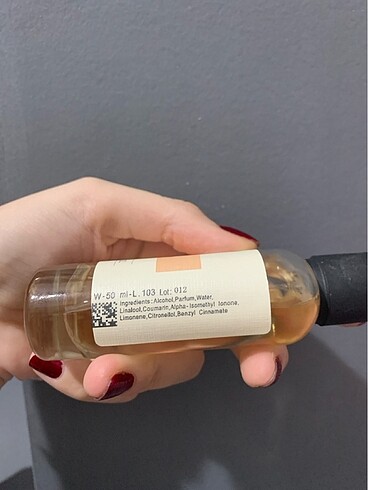 W-50 ml-L.103 Lot: 012
Ingredients:Alcohol,Parfum,Water,
Linalool,Coumarin,Alpha-Isomethyl Ionone,
Limonene,Citronellol,Benzyl Cinnamate